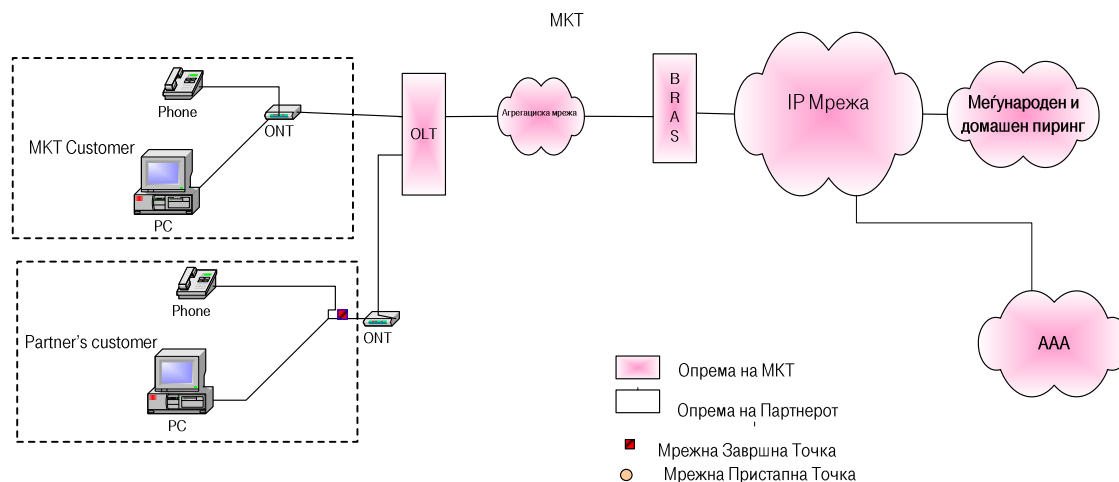 МКТ
Phone
ONT
MKT Customer
PC
OLT
Агрегациска мрежа
B
R
A
S
IP Мрежа
Меѓународен и
домашен пиринг
Phone
ONT
Partner's customer
PC
AAA
Опрема на МКТ
Опрема на Партнерот
Мрежна Завршна Точка
Мрежна Пристапна Точка